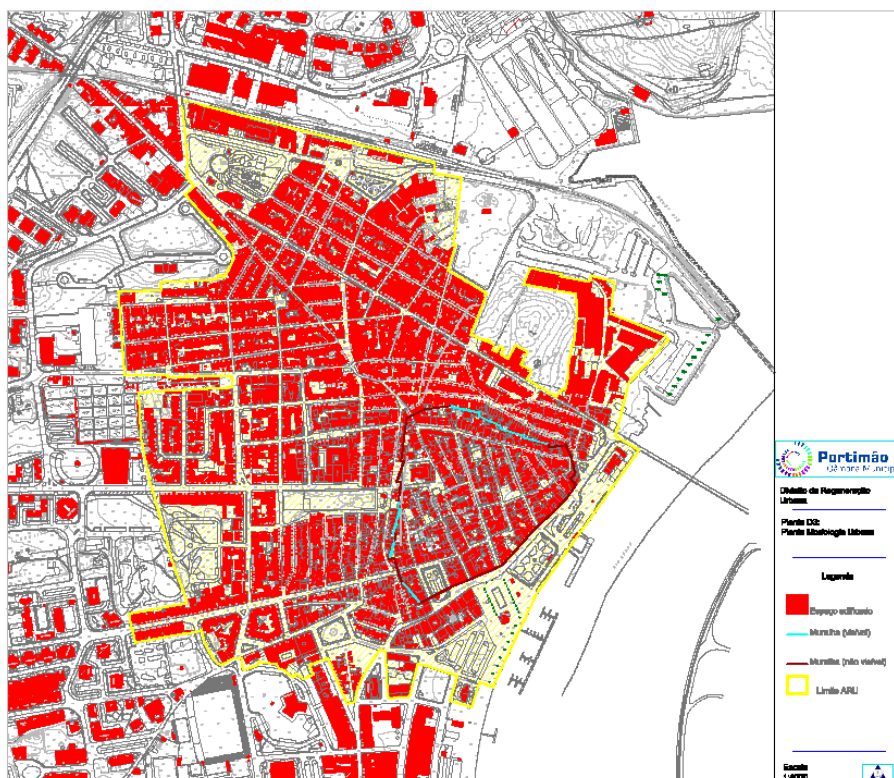 Portimão
Câmara Municip
Divisão de Regeneração
Urbana
Planta D3:
Planta Morfologia Urbana
Legenda
Espaço edificado
Muralha (visível)
Muralha (não visível)
Limite ARU
Escala